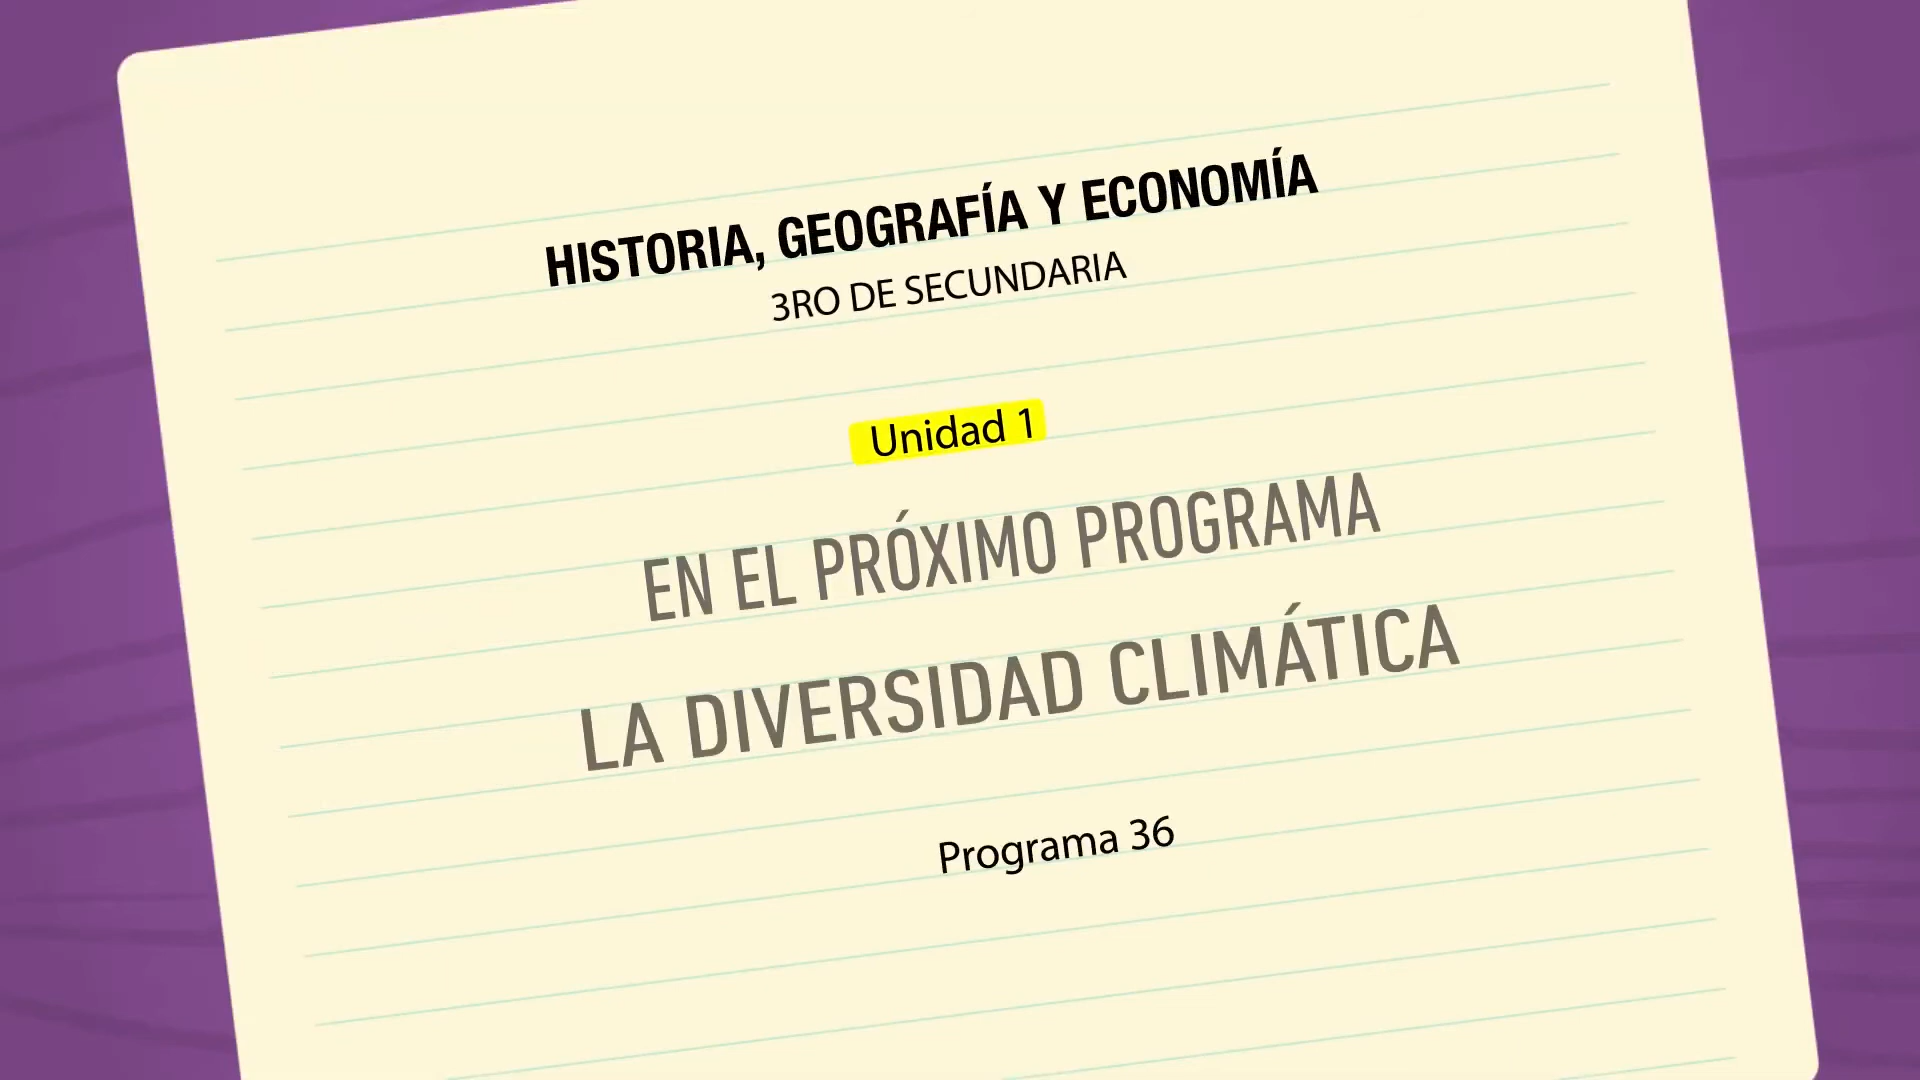 HISTORIA, GEOGRAFÍA Y ECONOMÍA
3RO DE SECUNDARIA
Unidad 1
EN EL PRÓXIMO PROGRAMA
LA DIVERSIDAD CLIMÁTICA
Programa 36